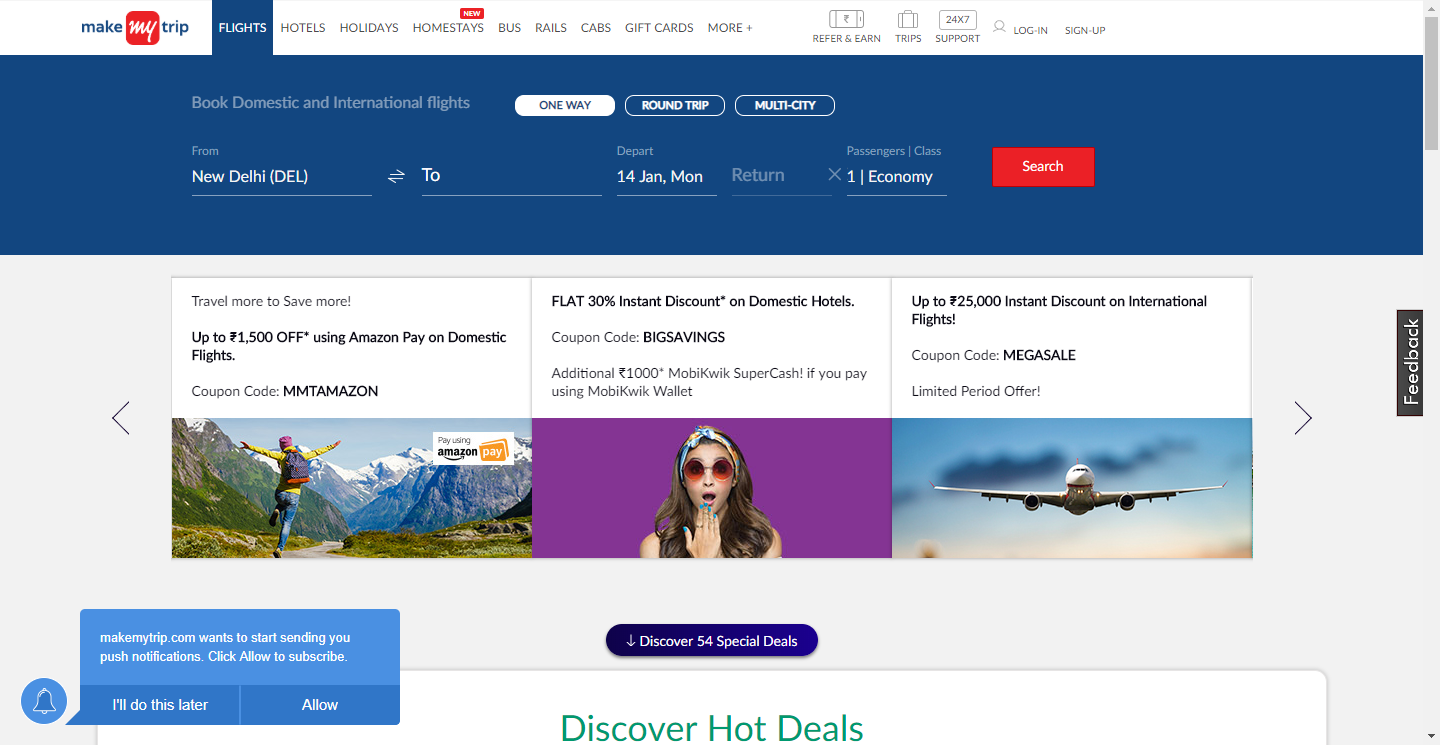 make my trip
FLIGHTS
HOTELS
HOLIDAYS
NEW
HOMESTAYS
BUS
RAILS
CABS
GIFT CARDS
MORE +
₹
REFER & EARN
TRIPS
24X7
SUPPORT
LOG-IN
SIGN-UP
Book Domestic and International flights
ONE WAY
ROUND TRIP
MULTI-CITY
From
New Delhi (DEL)
To
Depart
14 Jan, Mon
Return
Passengers | Class
1 | Economy
Search
Travel more to Save more!
Up to ₹1,500 OFF* using Amazon Pay on Domestic
Flights.
Coupon Code: MMTAMAZON
Pay using
amazon pay
FLAT 30% Instant Discount* on Domestic Hotels.
Coupon Code: BIGSAVINGS
Additional ₹1000* MobiKwik SuperCash! if you pay
using MobiKwik Wallet
Up to ₹25,000 Instant Discount on International
Flights!
Coupon Code: MEGASALE
Limited Period Offer!
Feedback
makemytrip.com wants to start sending you
push notifications. Click Allow to subscribe.
I'll do this later
Allow
↓ Discover 54 Special Deals
Discover Hot Deals